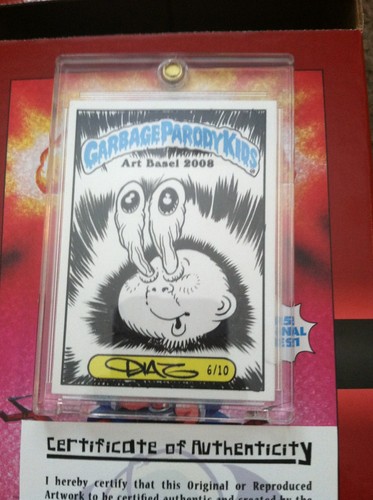 GARBAGE PARODY KIDS
Art Basel 2008
DIAZ 6/10
Certificate of Authenticity
I hereby certify that this Original or Reproduced
Artwork to be certified authentic and created by the